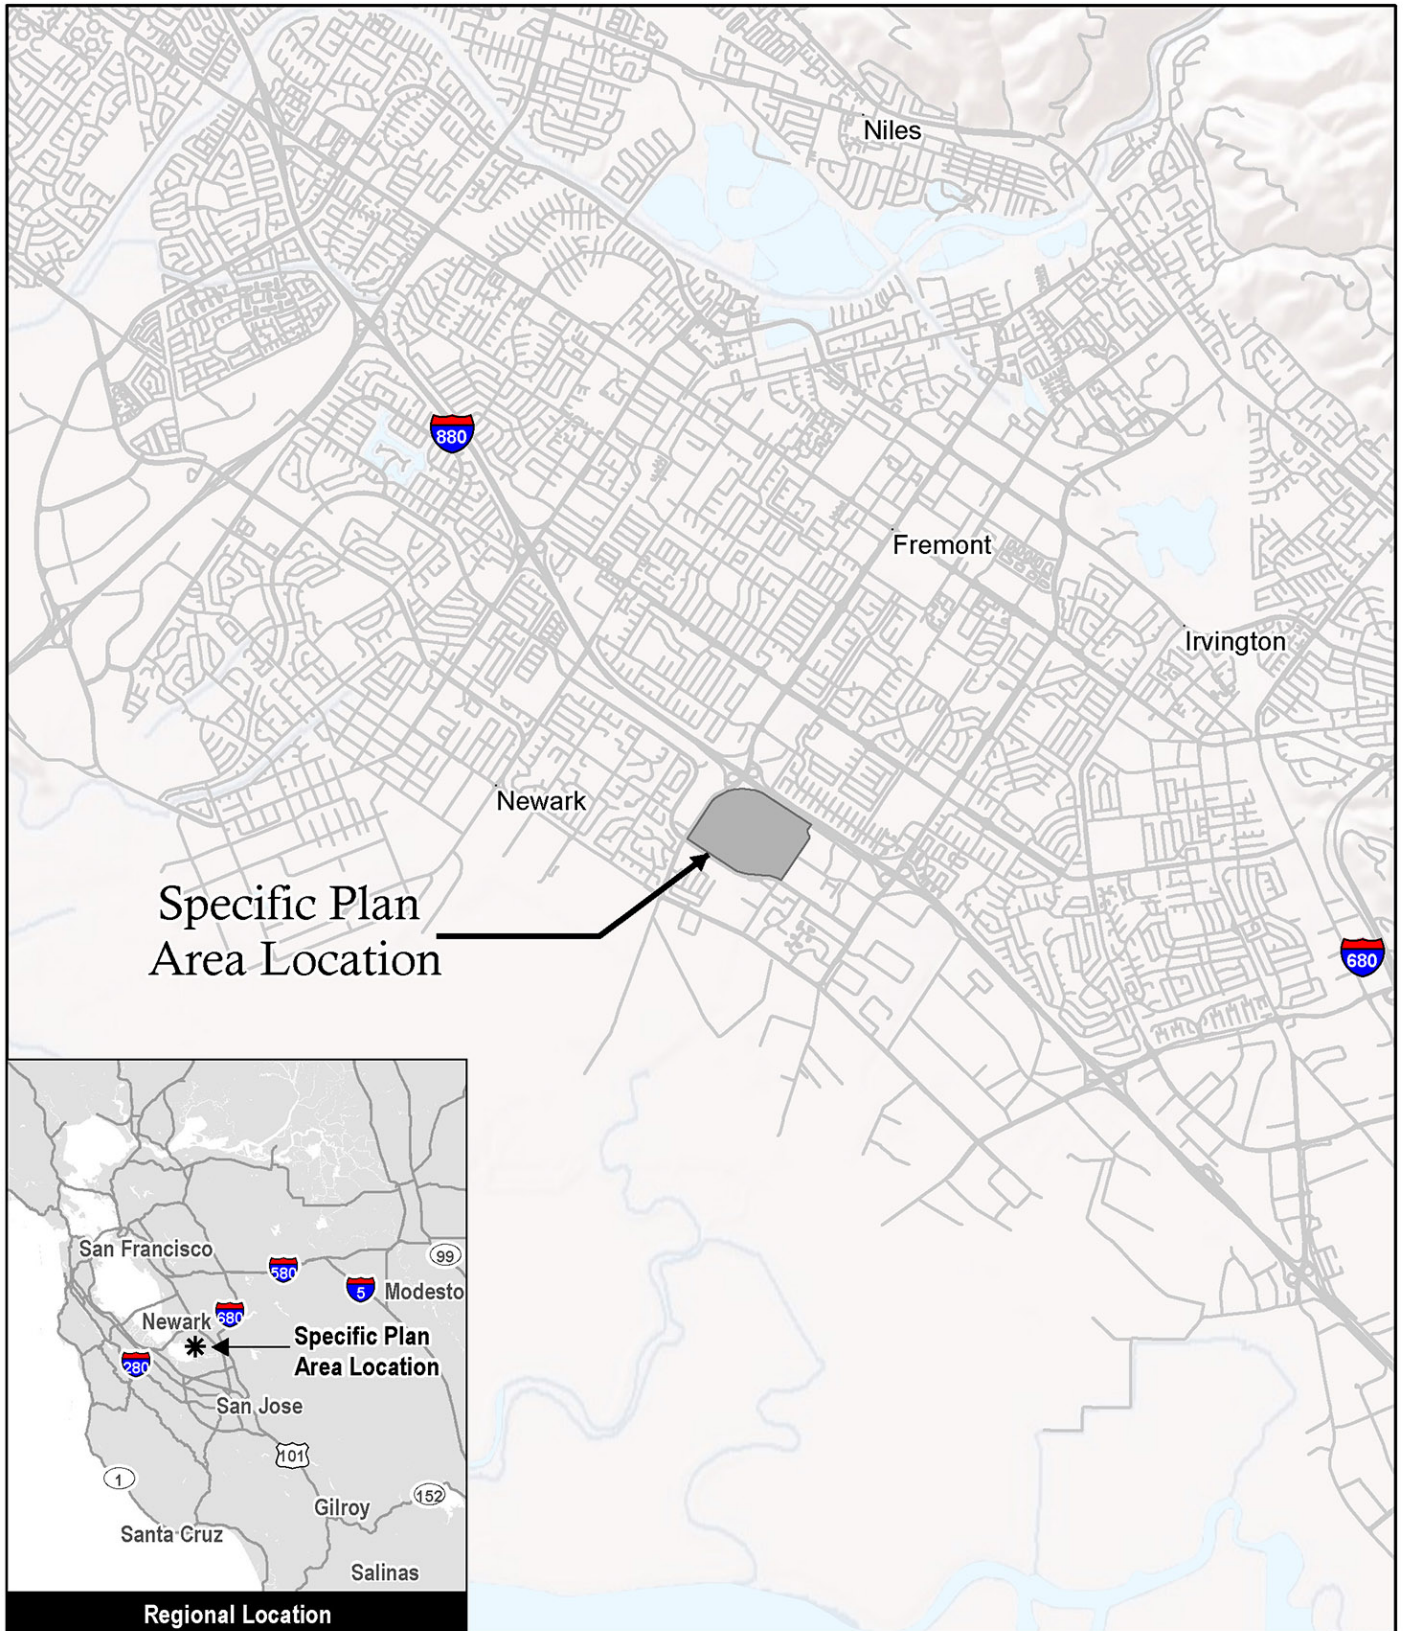 Niles
880
Fremont
Irvington
Newark
Specific Plan
Area Location
680
San Francisco
99
580
5
Modesto
680
Newark
Specific Plan
Area Location
280
San Jose
101
1
152
Gilroy
Santa Cruz
Salinas
Regional Location